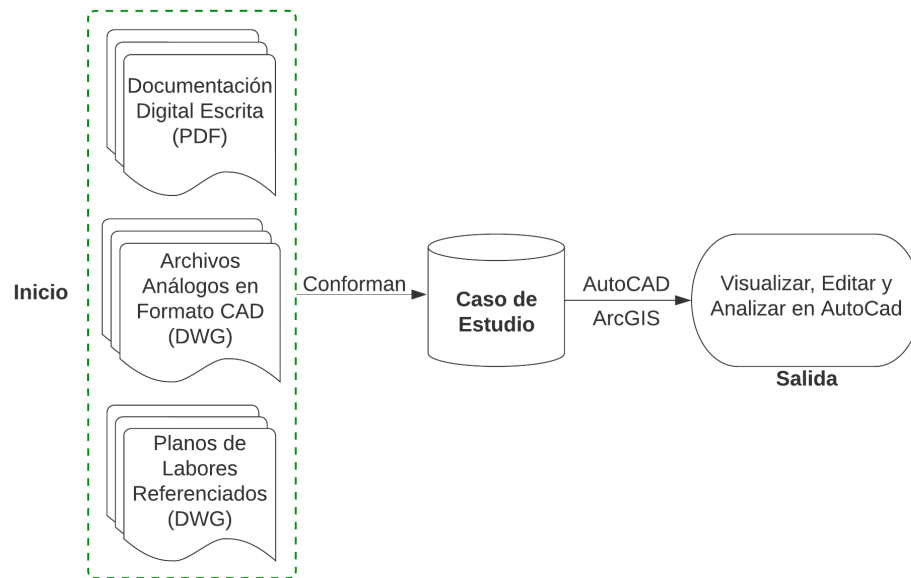 Documentación
Digital Escrita
(PDF)
Inicio
Archivos
Análogos en
Formato CAD
(DWG)
Planos de
Labores
Referenciados
(DWG)
Conforman
Caso de
Estudio
AutoCAD
ArcGIS
Visualizar, Editar y
Analizar en AutoCad
Salida